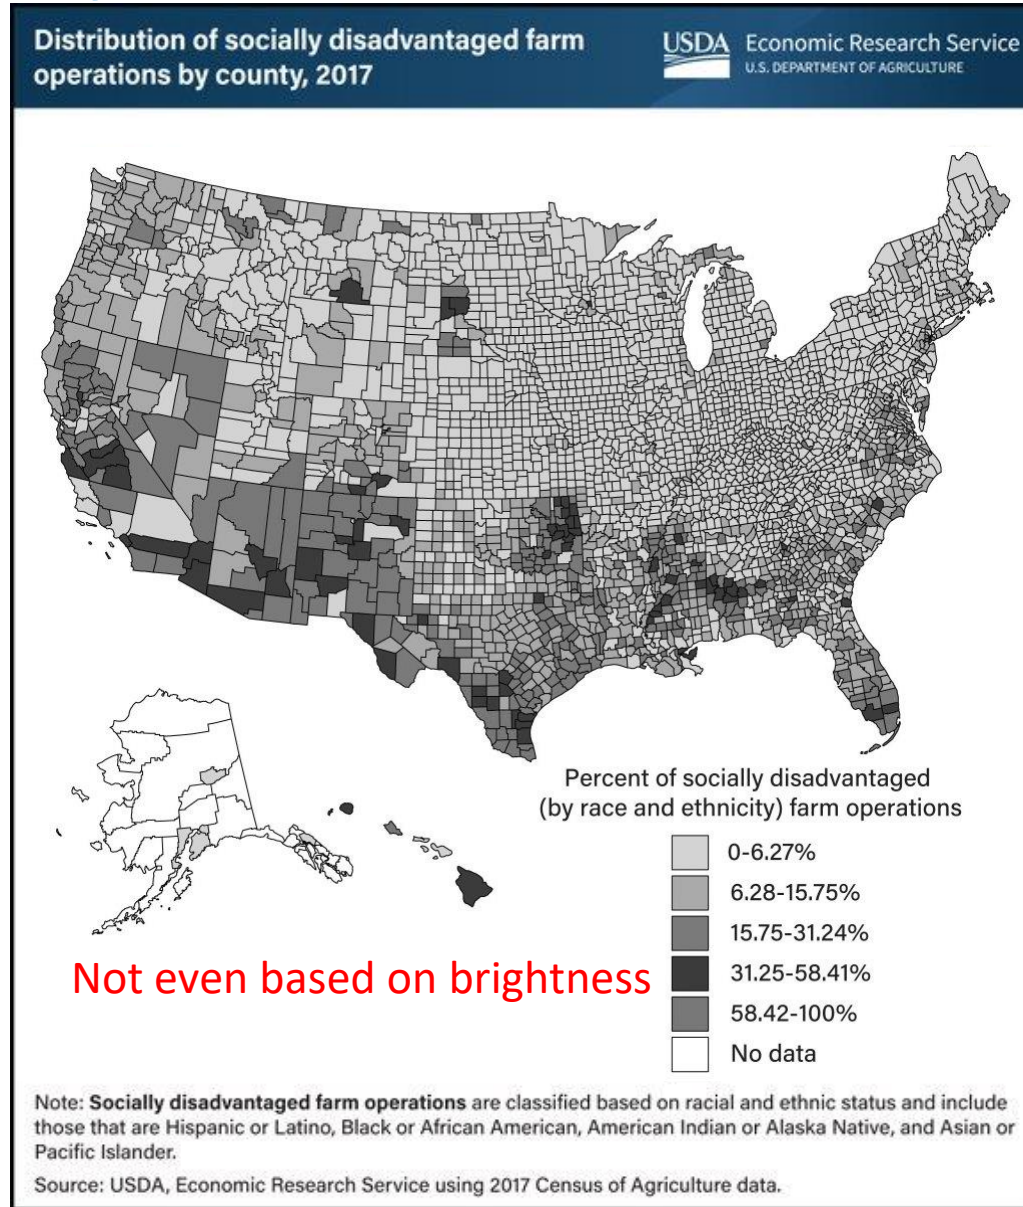 Distribution of socially disadvantaged farm
operations by county, 2017
USDA Economic Research Service
U.S. DEPARTMENT OF AGRICULTURE
Percent of socially disadvantaged
(by race and ethnicity) farm operations
0-6.27%
6.28-15.75%
15.75-31.24%
31.25-58.41%
58.42-100%
No data
Not even based on brightness
Note: Socially disadvantaged farm operations are classified based on racial and ethnic status and include
those that are Hispanic or Latino, Black or African American, American Indian or Alaska Native, and Asian or
Pacific Islander.
Source: USDA, Economic Research Service using 2017 Census of Agriculture data.